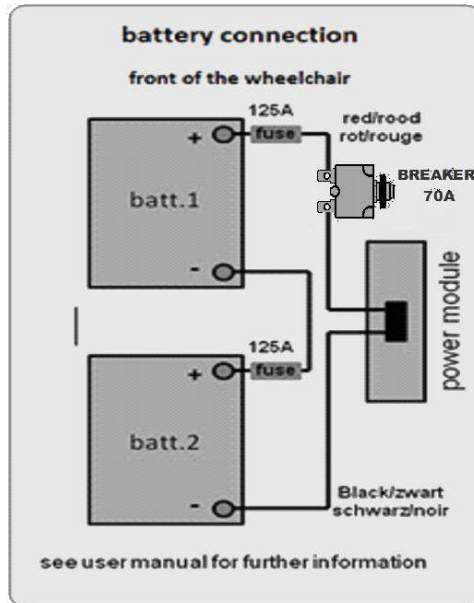 battery connection
front of the wheelchair
125A
fuse
red/rood
rot/rouge
+
batt.1
BREAKER
70A
-
power module
125A
fuse
+
batt.2
-
Black/zwart
schwarz/noir
see user manual for further information